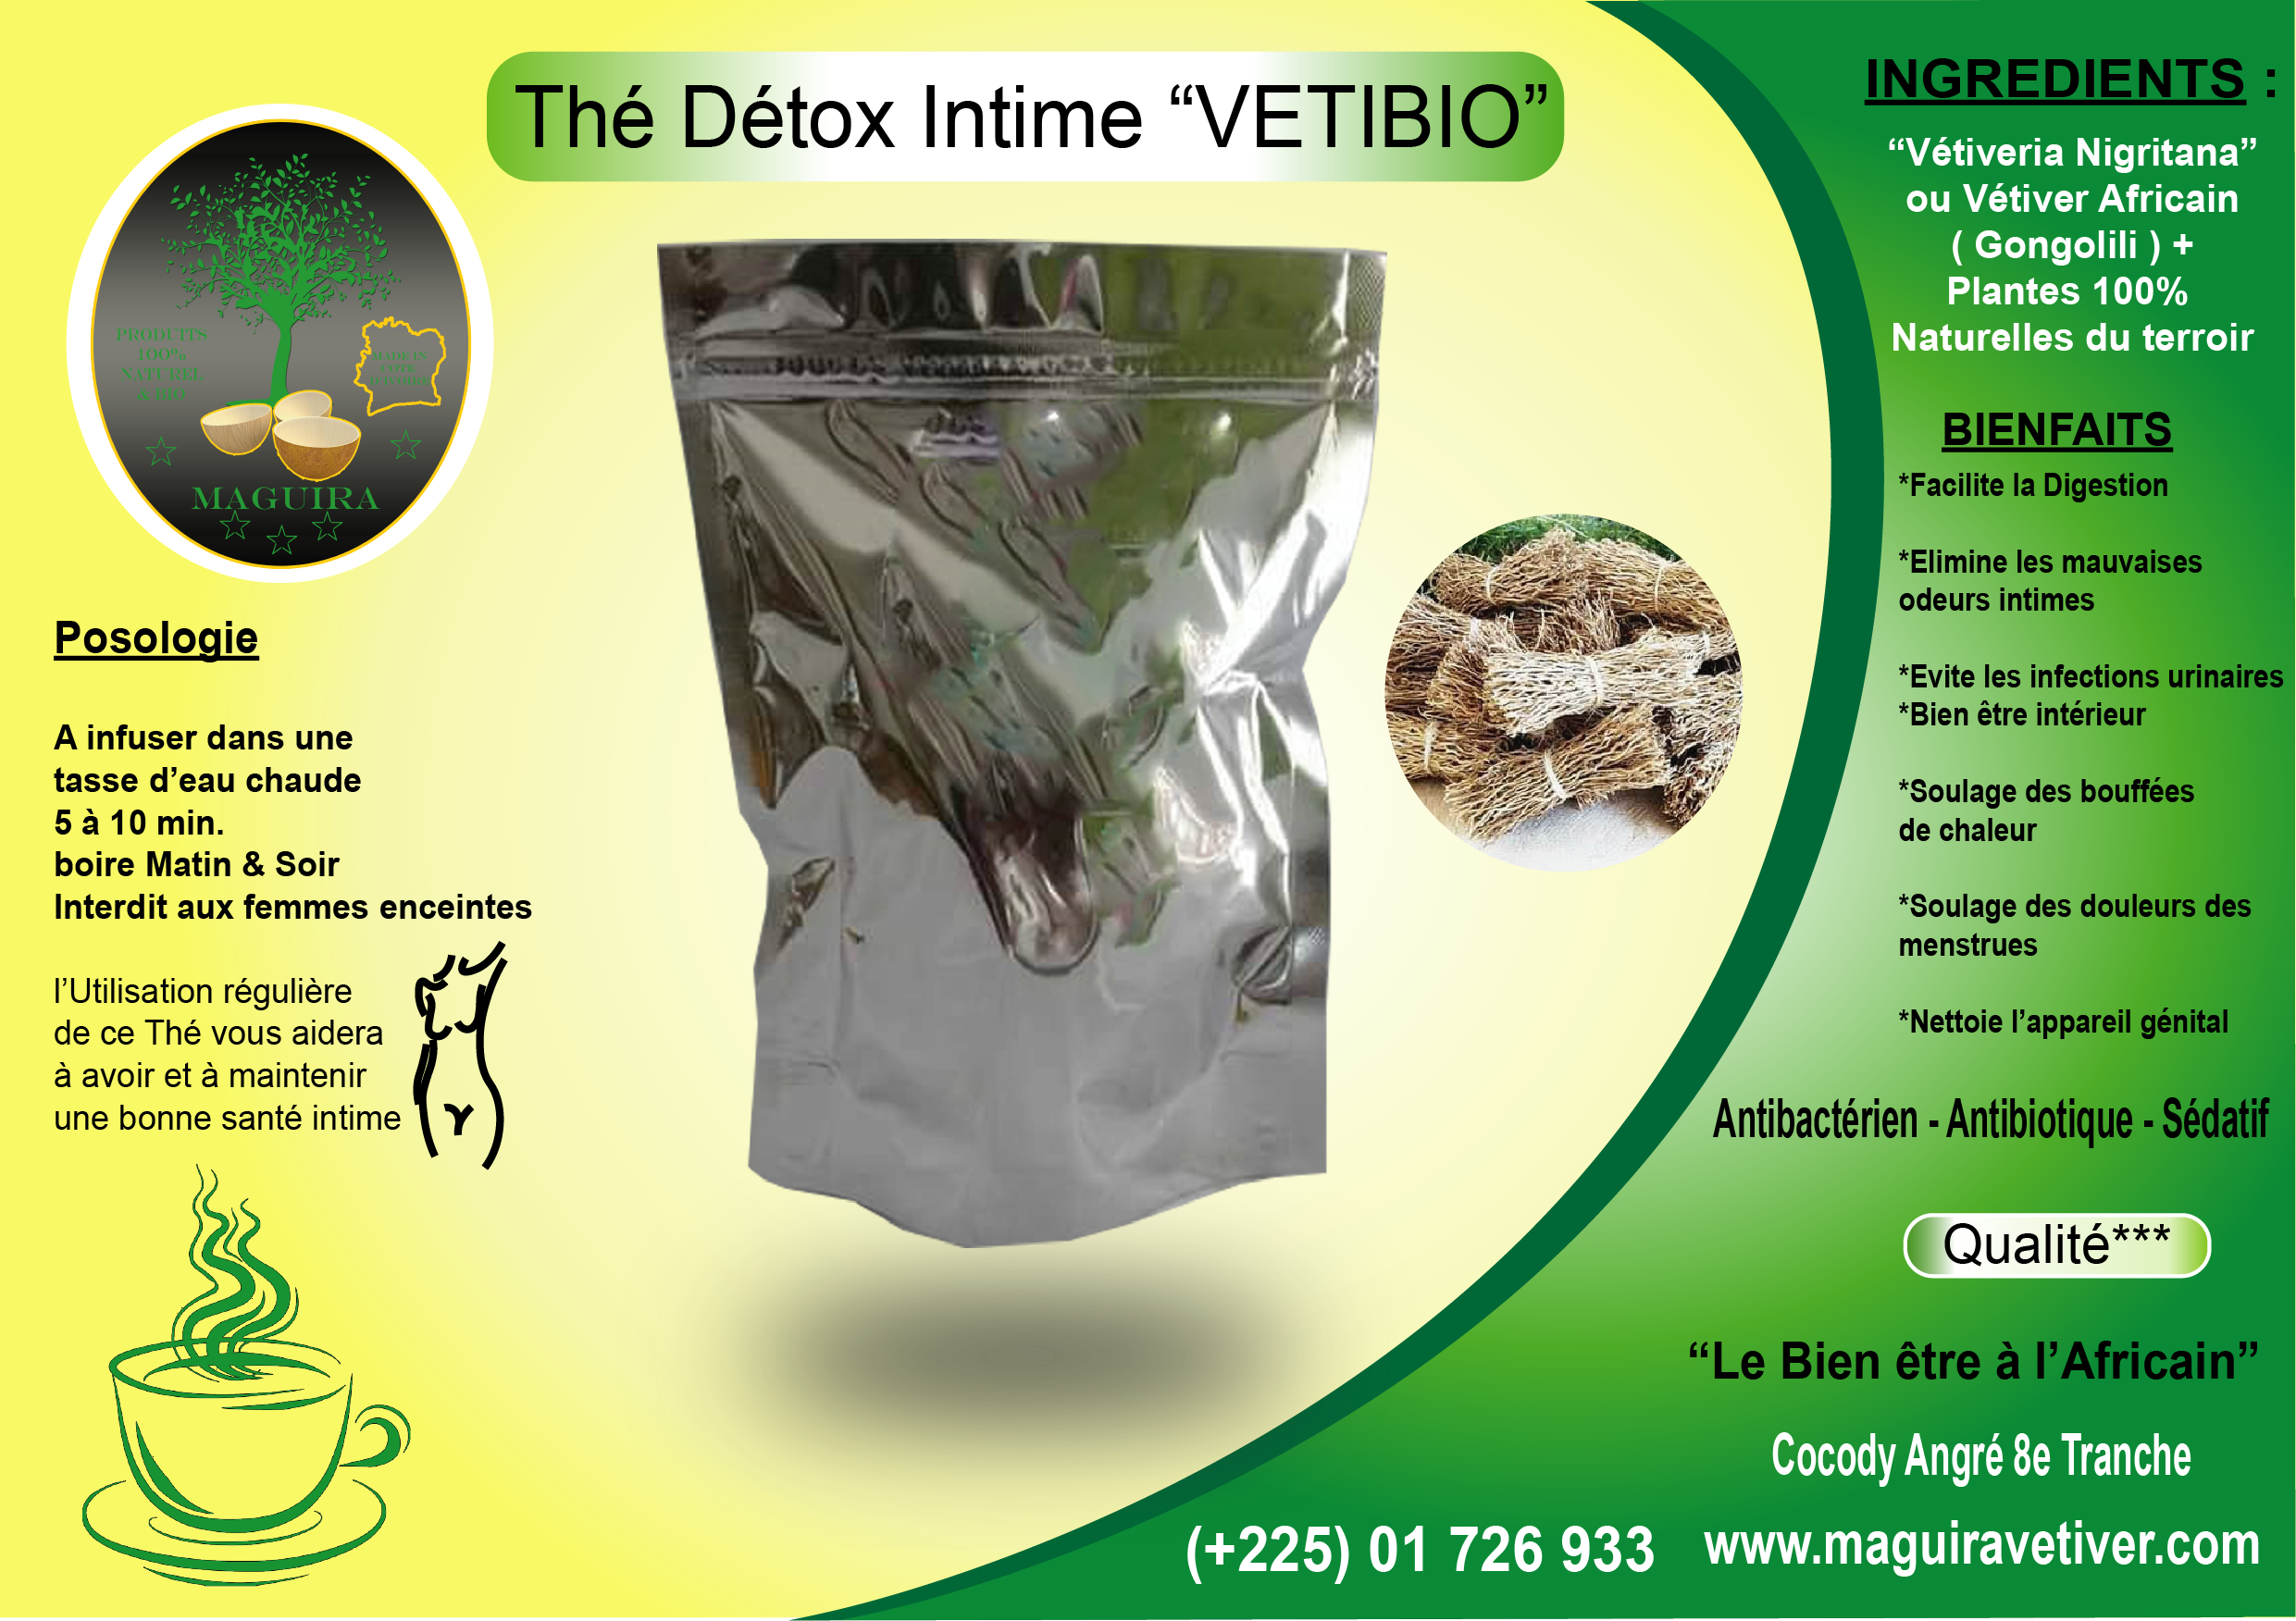 Thé Détox Intime “VETIBIO”
PRODUITS
100%
NATUREL
& BIO
MADE IN
COTE
D'IVOIRE
MAGUIRA
Posologie
A infuser dans une
tasse d’eau chaude
5 à 10 min.
boire Matin & Soir
Interdit aux femmes enceintes
l’Utilisation régulière
de ce Thé vous aidera
à avoir et à maintenir
une bonne santé intime
INGREDIENTS :
“Vétiveria Nigritana”
ou Vétiver Africain
( Gongolili ) +
Plantes 100%
Naturelles du terroir
BIENFAITS
*Facilite la Digestion
*Elimine les mauvaises
odeurs intimes
*Evite les infections urinaires
*Bien être intérieur
*Soulage des bouffées
de chaleur
*Soulage des douleurs des
menstrues
*Nettoie l’appareil génital
Antibactérien - Antibiotique - Sédatif
Qualité***
“Le Bien être à l’Africain”
Cocody Angré 8e Tranche
(+225) 01 726 933
www.maguiravetiver.com